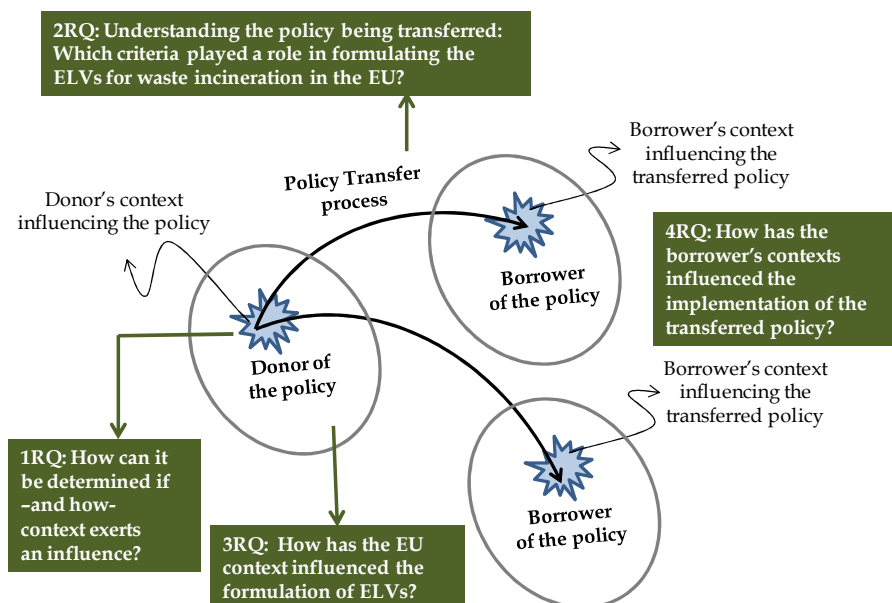 2RQ: Understanding the policy being transferred:
Which criteria played a role in formulating the
ELVs for waste incineration in the EU?
Borrower's context
influencing the
transferred policy
Policy Transfer
process
Donor's context
influencing the policy
4RQ: How has the
borrower's contexts
influenced the
implementation of the
transferred policy?
Borrower
of the policy
Donor of
the policy
Borrower's context
influencing the
transferred policy
1RQ: How can it
be determined if
–and how-
context exerts
an influence?
Borrower
of the policy
3RQ: How has the EU
context influenced the
formulation of ELVs?